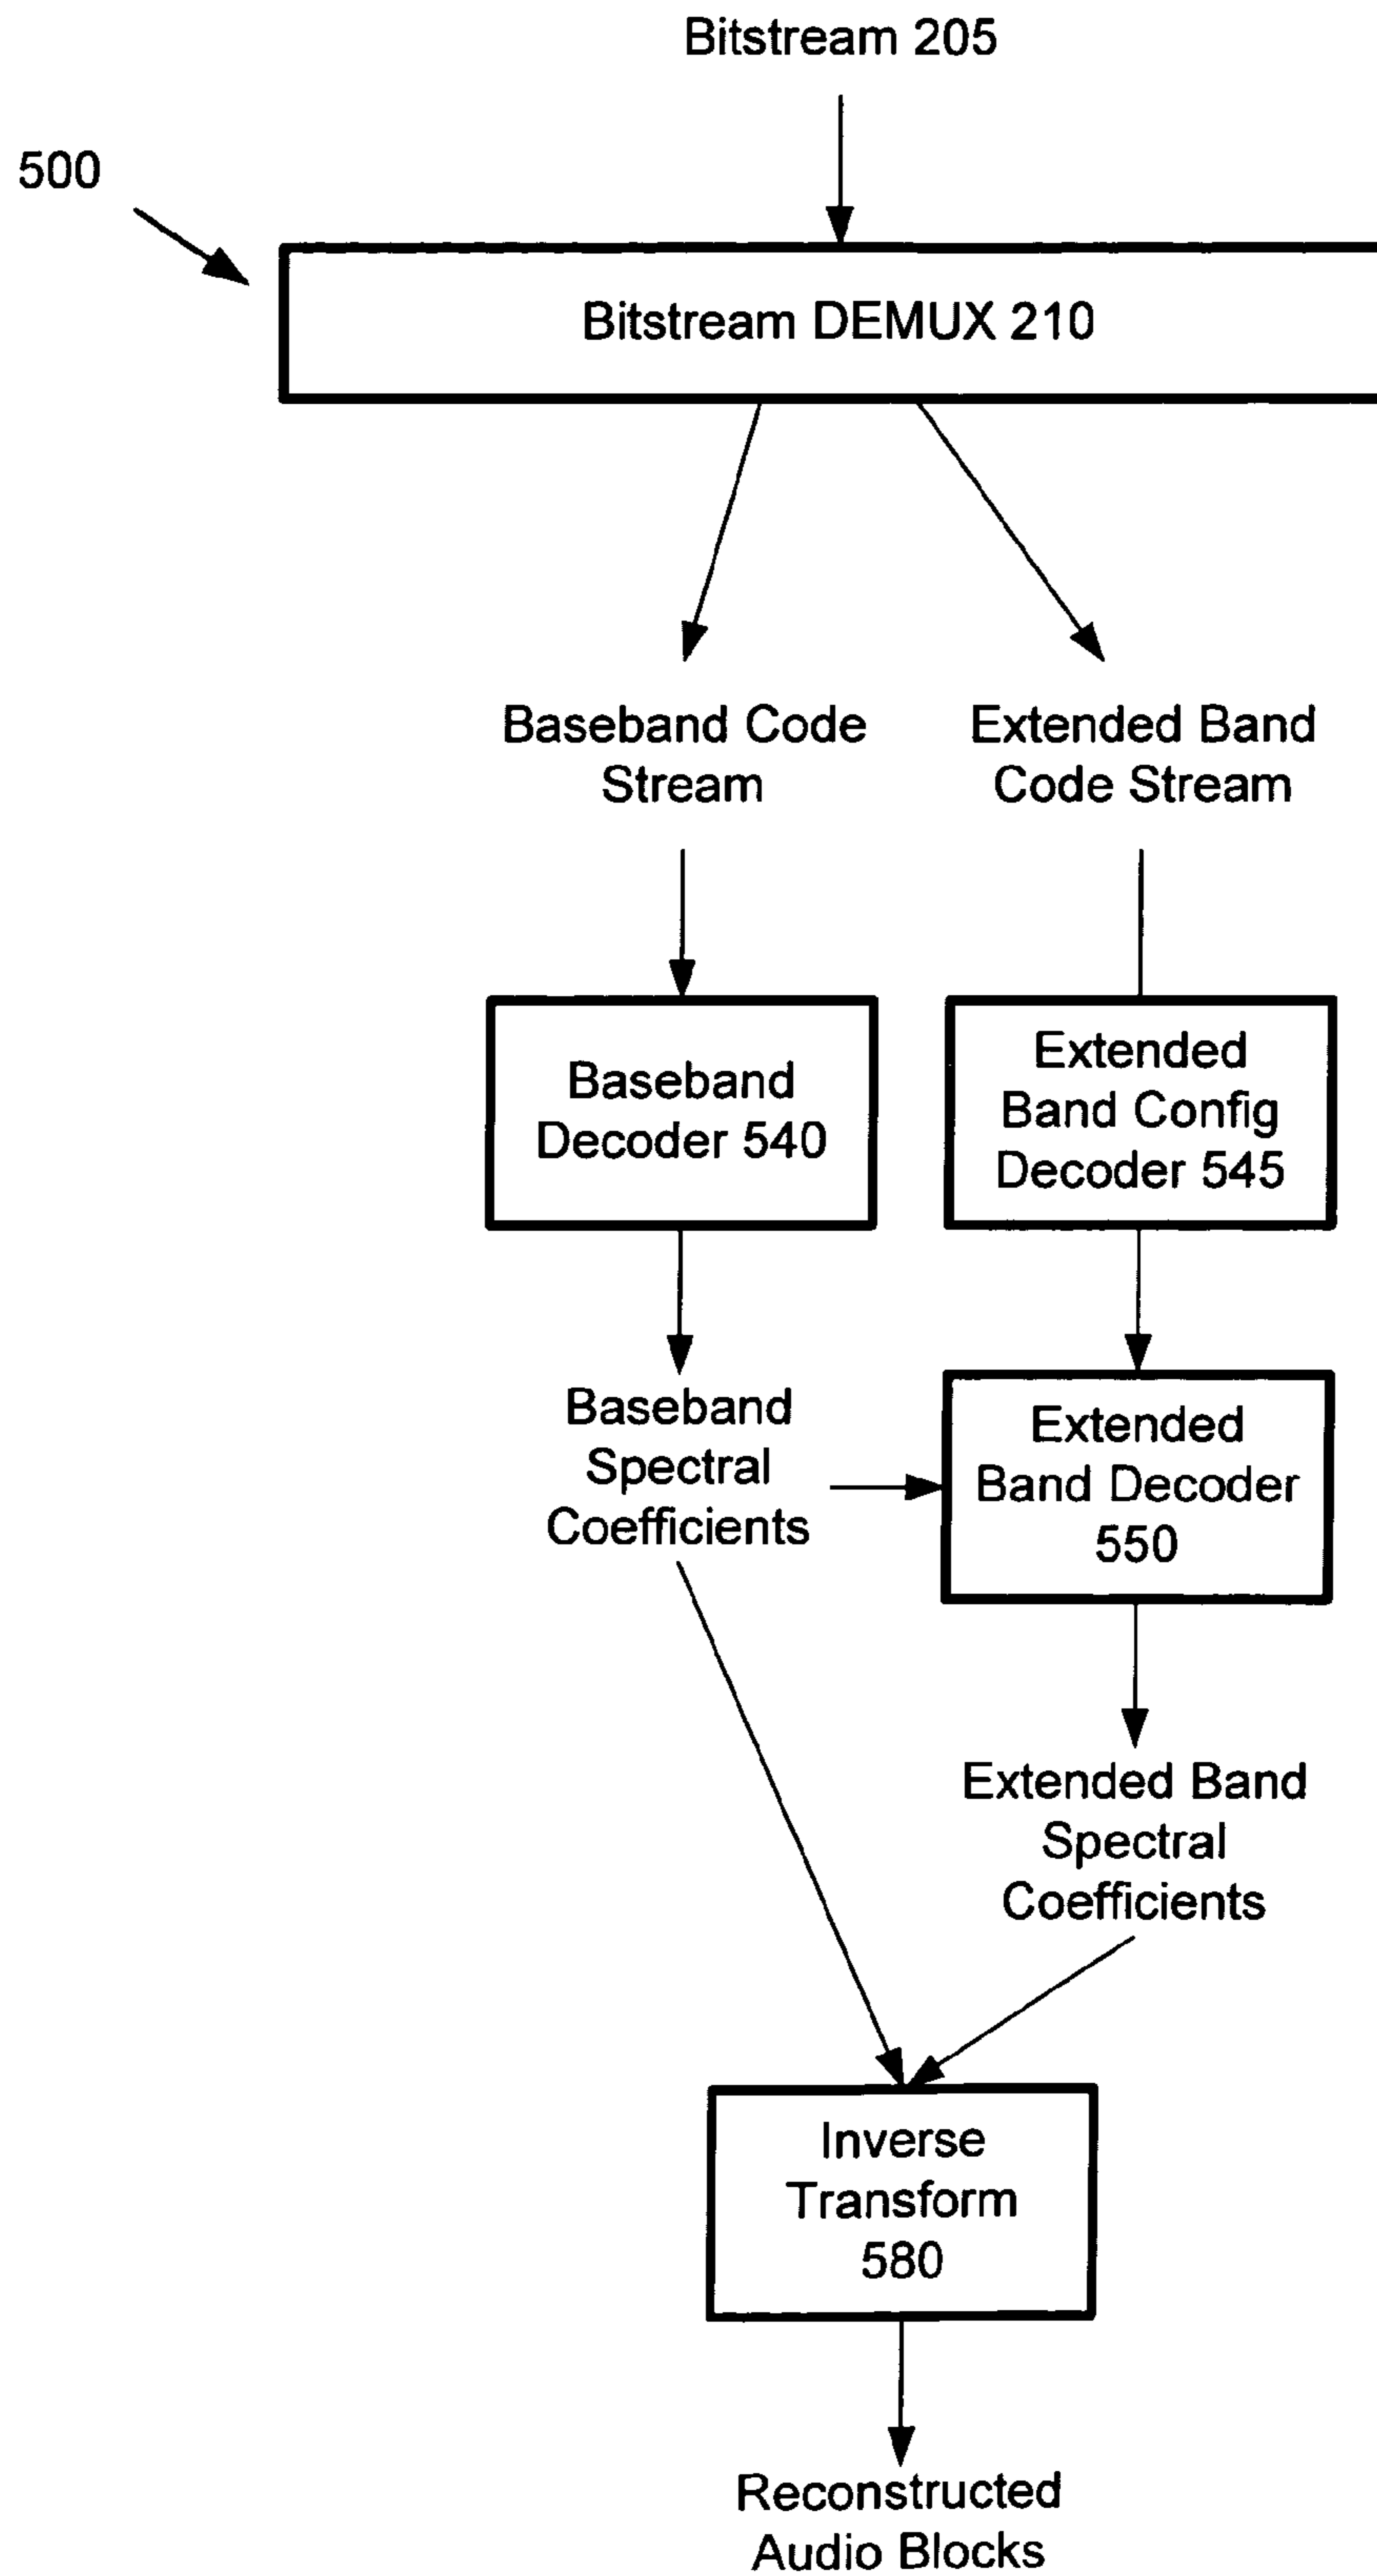 Bitstream 205
500
Bitstream DEMUX 210
Baseband Code
Stream
Extended Band
Code Stream
Baseband
Decoder 540
Extended
Band Config
Decoder 545
Baseband
Spectral
Coefficients
Extended
Band Decoder
550
Extended Band
Spectral
Coefficients
Inverse
Transform
580
Reconstructed
Audio Blocks